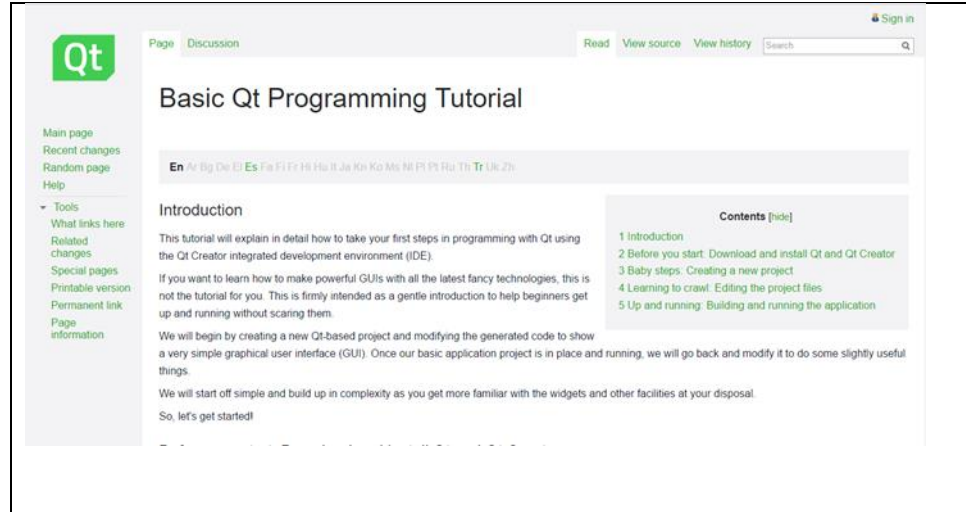 Sign in
Qt
Page Discussion
Read View source View history Search
Basic Qt Programming Tutorial
Main page
Recent changes
Random page
Help
Tools
What links here
Related
changes
Special pages
Printable version
Permanent link
Page
information
En Ar Bg De El Es Fa Fi Fr Hi Hu It Ja Kn Ko Ms Nl Pl Pt Ru Th Tr Uk Zh
Introduction
This tutorial will explain in detail how to take your first steps in programming with Qt using
the Qt Creator integrated development environment (IDE).
If you want to learn how to make powerful GUIs with all the latest fancy technologies, this is
not the tutorial for you. This is firmly intended as a gentle introduction to help beginners get
up and running without scaring them.
We will begin by creating a new Qt-based project and modifying the generated code to show
a very simple graphical user interface (GUI). Once our basic application project is in place and running, we will go back and modify it to do some slightly useful
things.
We will start off simple and build up in complexity as you get more familiar with the widgets and other facilities at your disposal.
So, let's get started!
Contents [hide]
1 Introduction
2 Before you start: Download and install Qt and Qt Creator
3 Baby steps: Creating a new project
4 Learning to crawl: Editing the project files
5 Up and running: Building and running the application